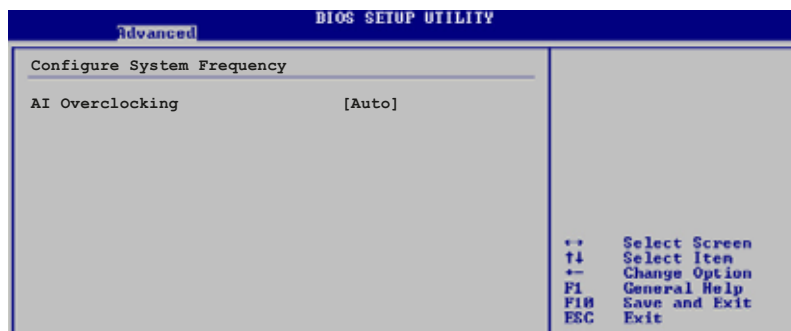 BIOS SETUP UTILITY
Advanced
Configure System Frequency
AI Overclocking [Auto]
↔ Select Screen
↑↓ Select Item
+- Change Option
F1 General Help
F10 Save and Exit
ESC Exit